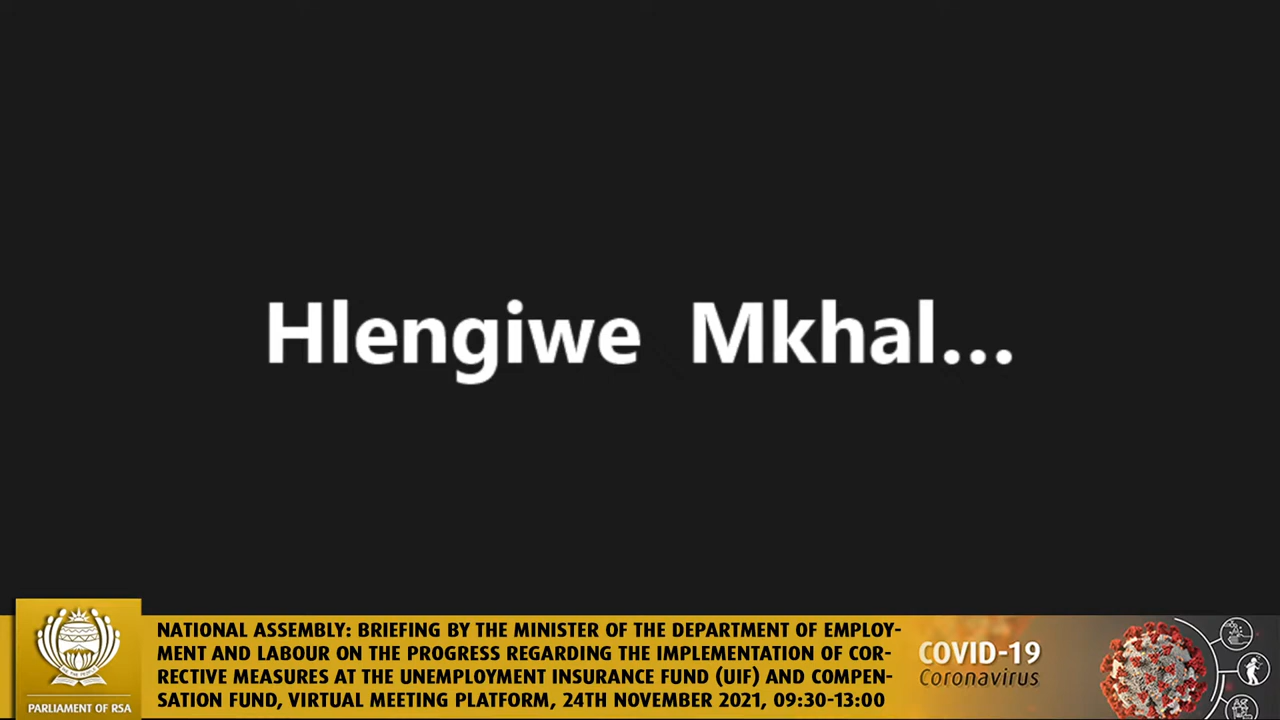 Hlengiwe Mkhal...
NATIONAL ASSEMBLY: BRIEFING BY THE MINISTER OF THE DEPARTMENT OF EMPLOY-
MENT AND LABOUR ON THE PROGRESS REGARDING THE IMPLEMENTATION OF COR-
RECTIVE MEASURES AT THE UNEMPLOYMENT INSURANCE FUND (UIF) AND COMPEN-
SATION FUND, VIRTUAL MEETING PLATFORM, 24TH NOVEMBER 2021, 09:30-13:00
PARLIAMENT OF RSA
COVID-19
Coronavirus